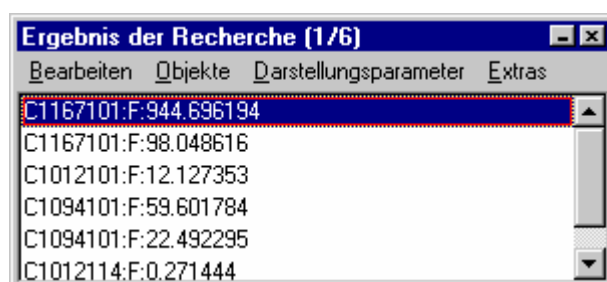 Ergebnis der Recherche (1/6)
Bearbeiten Objekte Darstellungsparameter Extras
C1167101:F:944.696194
C1167101:F:98.048616
C1012101:F:12.127353
C1094101:F:59.601784
C1094101:F:22.492295
C1012114:F:0.271444